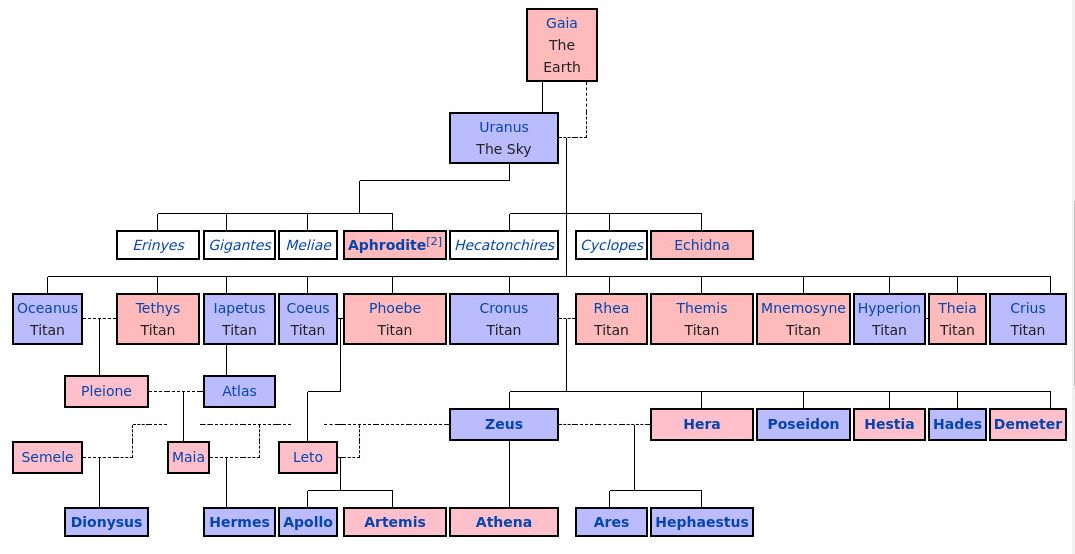 Gaia
The
Earth
Uranus
The Sky
Erinyes Gigantes Meliae Aphrodite[2] Hecatonchires Cyclopes Echidna
Oceanus Tethys Iapetus Coeus Phoebe Cronus Rhea Themis Mnemosyne Hyperion Theia Crius
Titan Titan Titan Titan Titan Titan Titan Titan Titan Titan Titan Titan
Pleione Atlas
Zeus Hera Poseidon Hestia Hades Demeter
Semele Maia Leto
Dionysus Hermes Apollo Artemis Athena Ares Hephaestus